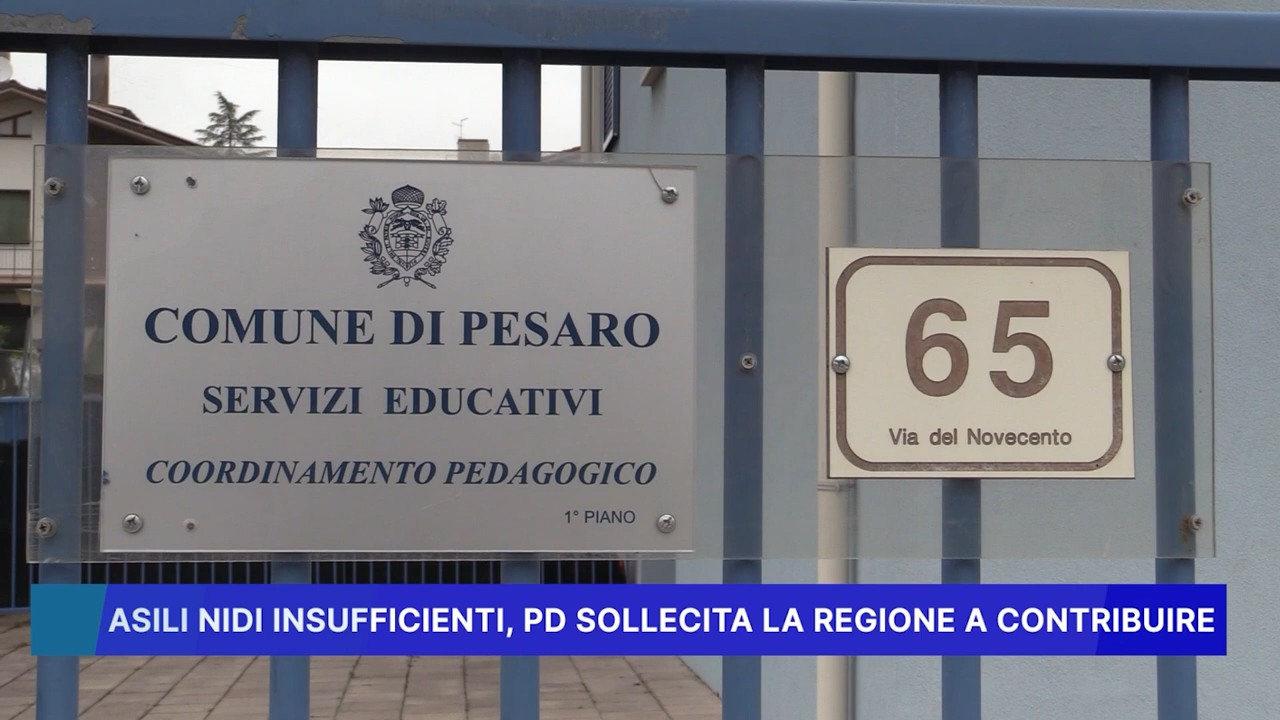 COMUNE DI PESARO
SERVIZI EDUCATIVI
COORDINAMENTO PEDAGOGICO
1° PIANO
65
Via del Novecento
ASILI NIDI INSUFFICIENTI, PD SOLLECITA LA REGIONE A CONTRIBUIRE